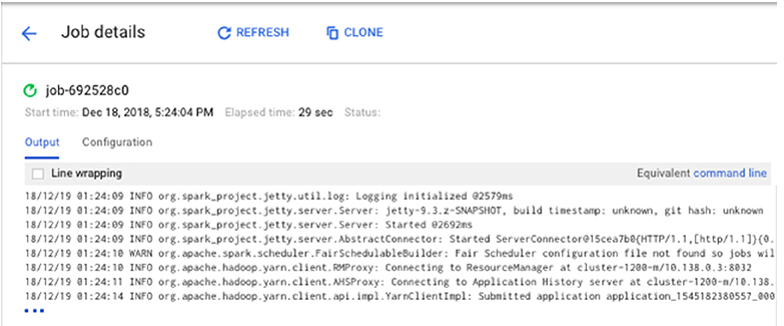 Job details REFRESH CLONE
job-692528c0
Start time: Dec 18, 2018, 5:24:04 PM Elapsed time: 29 sec Status:
Output Configuration
Line wrapping Equivalent command line
18/12/19 01:24:09 INFO org.spark_project.jetty.util.log: Logging initialized @2579ms
18/12/19 01:24:09 INFO org.spark_project.jetty.server.Server: jetty-9.3.z-SNAPSHOT, build timestamp: unknown, git hash: unknown
18/12/19 01:24:09 INFO org.spark_project.jetty.server.Server: Started @2692ms
18/12/19 01:24:09 INFO org.spark_project.jetty.server.AbstractConnector: Started ServerConnector@15cea7b0{HTTP/1.1,[http/1.1]}{0.
18/12/19 01:24:10 WARN org.apache.spark.scheduler.FairSchedulableBuilder: Fair Scheduler configuration file not found so jobs wil
18/12/19 01:24:10 INFO org.apache.hadoop.yarn.client.RMProxy: Connecting to ResourceManager at cluster-1200-m/10.138.0.3:8032
18/12/19 01:24:11 INFO org.apache.hadoop.yarn.client.AHSProxy: Connecting to Application History server at cluster-1200-m/10.138.
18/12/19 01:24:14 INFO org.apache.hadoop.yarn.client.api.impl.YarnClientImpl: Submitted application application_1545182380557_000